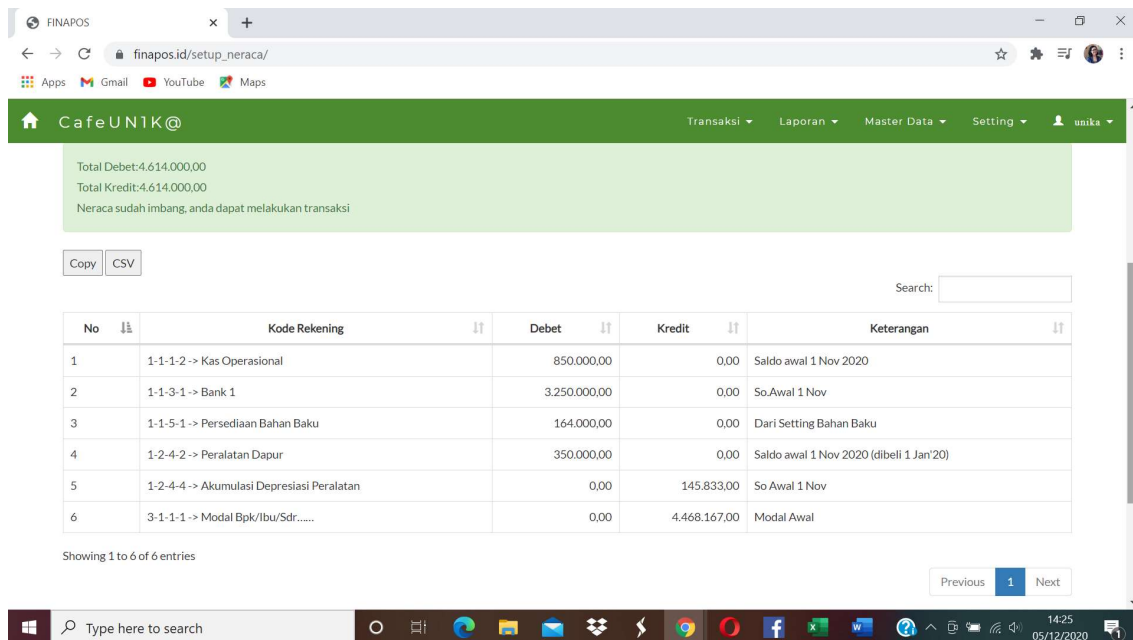 FINAPOS
finapos.id/setup_neraca/
Apps Gmail YouTube Maps
CafeUN1K@ Transaksi Laporan Master Data Setting unika
Total Debet:4.614.000,00
Total Kredit:4.614.000,00
Neraca sudah imbang, anda dapat melakukan transaksi
Copy CSV
Search:
No Kode Rekening Debet Kredit Keterangan
1 1-1-1-2 -> Kas Operasional 850.000,00 0,00 Saldo awal 1 Nov 2020
2 1-1-3-1 -> Bank 1 3.250.000,00 0,00 So.Awal 1 Nov
3 1-1-5-1 -> Persediaan Bahan Baku 164.000,00 0,00 Dari Setting Bahan Baku
4 1-2-4-2 -> Peralatan Dapur 350.000,00 0,00 Saldo awal 1 Nov 2020 (dibeli 1 Jan'20)
5 1-2-4-4 -> Akumulasi Depresiasi Peralatan 0,00 145.833,00 So Awal 1 Nov
6 3-1-1-1 -> Modal Bpk/Ibu/Sdr...... 0,00 4.468.167,00 Modal Awal
Showing 1 to 6 of 6 entries
Previous 1 Next
Type here to search
14:25
05/12/2020